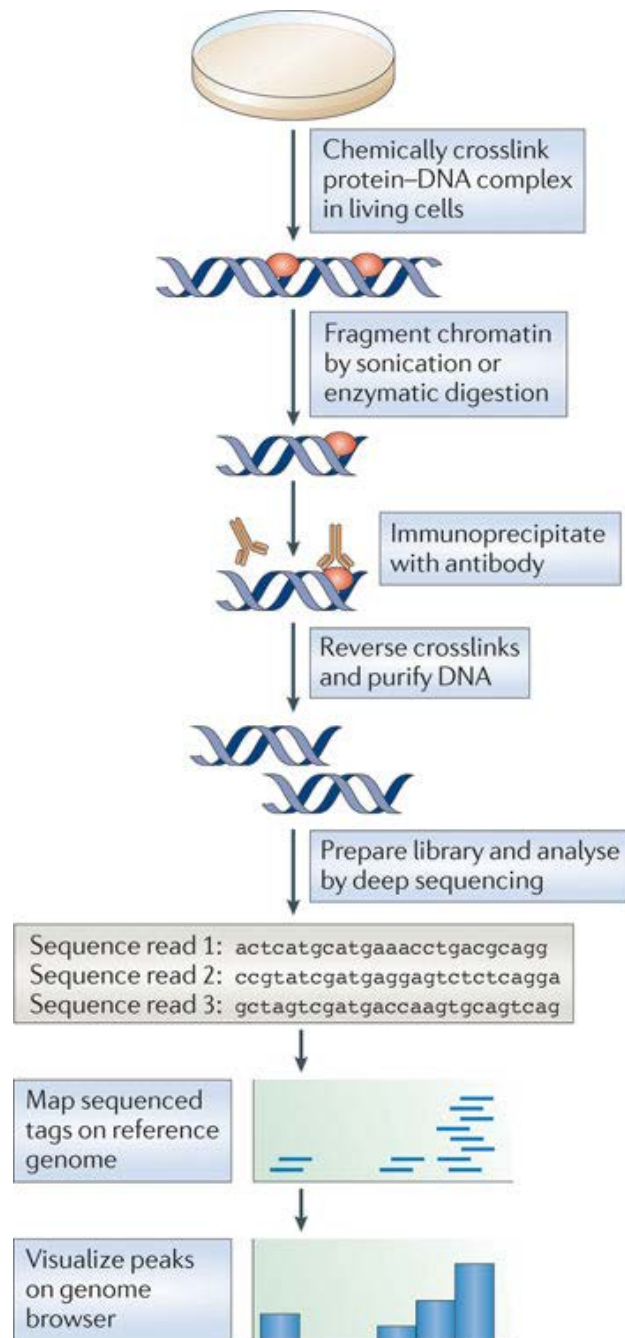 Chemically crosslink
protein–DNA complex
in living cells
Fragment chromatin
by sonication or
enzymatic digestion
Immunoprecipitate
with antibody
Reverse crosslinks
and purify DNA
Prepare library and analyse
by deep sequencing
Sequence read 1: actcatgcatgaaacctgacgcagg
Sequence read 2: ccgtatcgatgaggagtctctcagga
Sequence read 3: gctagtcgatgaccaagtgcagtcag
Map sequenced
tags on reference
genome
Visualize peaks
on genome
browser